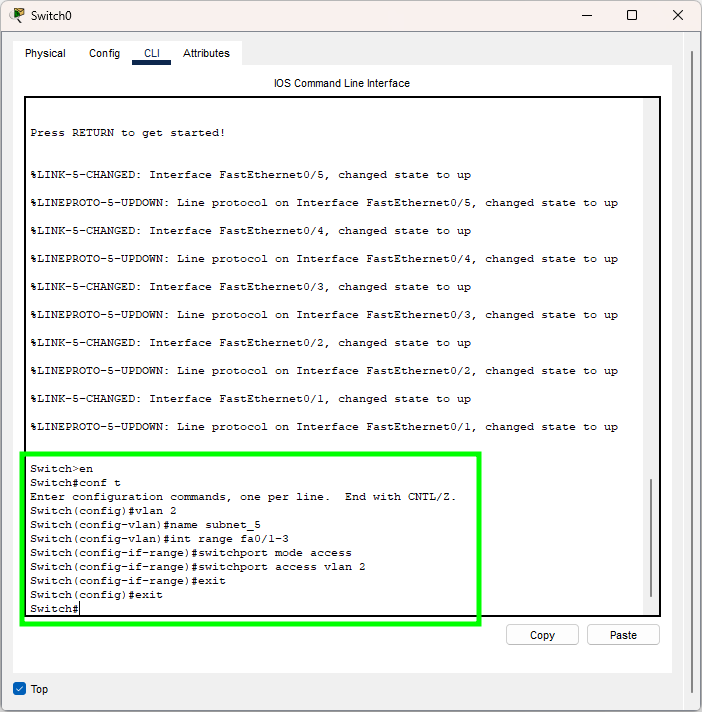 Switch0
Physical Config CLI Attributes
IOS Command Line Interface
Press RETURN to get started!
%LINK-5-CHANGED: Interface FastEthernet0/5, changed state to up
%LINEPROTO-5-UPDOWN: Line protocol on Interface FastEthernet0/5, changed state to up
%LINK-5-CHANGED: Interface FastEthernet0/4, changed state to up
%LINEPROTO-5-UPDOWN: Line protocol on Interface FastEthernet0/4, changed state to up
%LINK-5-CHANGED: Interface FastEthernet0/3, changed state to up
%LINEPROTO-5-UPDOWN: Line protocol on Interface FastEthernet0/3, changed state to up
%LINK-5-CHANGED: Interface FastEthernet0/2, changed state to up
%LINEPROTO-5-UPDOWN: Line protocol on Interface FastEthernet0/2, changed state to up
%LINK-5-CHANGED: Interface FastEthernet0/1, changed state to up
%LINEPROTO-5-UPDOWN: Line protocol on Interface FastEthernet0/1, changed state to up
Switch>en
Switch#conf t
Enter configuration commands, one per line.  End with CNTL/Z.
Switch(config)#vlan 2
Switch(config-vlan)#name subnet_5
Switch(config-vlan)#int range fa0/1-3
Switch(config-if-range)#switchport mode access
Switch(config-if-range)#switchport access vlan 2
Switch(config-if-range)#exit
Switch(config)#exit
Switch#
Copy Paste
Top